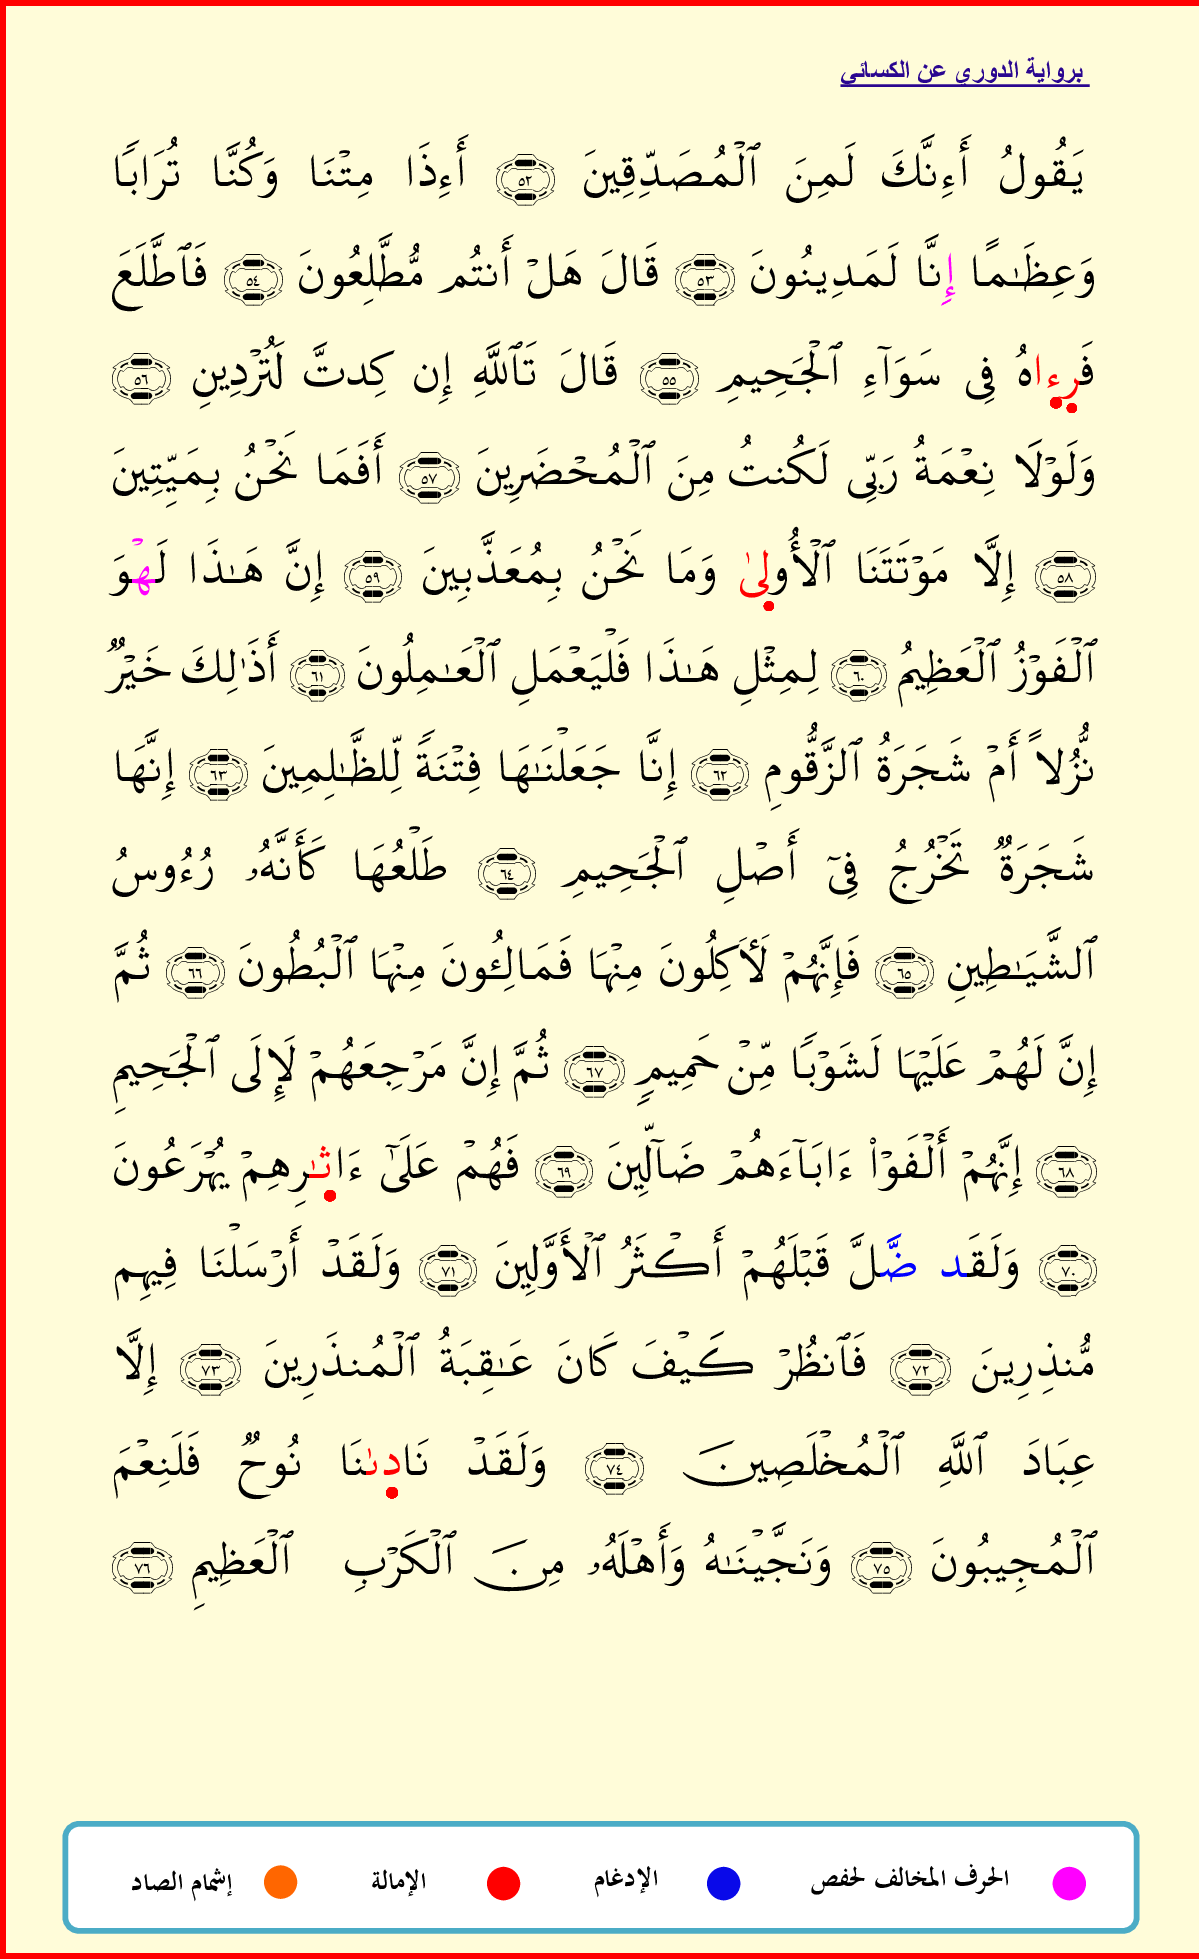 برواية الدوري عن الكسائي
يَقُولُ أَءِنَّكَ لَمِنَ ٱلْمُصَدِّقِينَ ٥٢ أَءِذَا مِتْنَا وَكُنَّا تُرَابًا
وَعِظَـٰمًا إِنَّا لَمَدِينُونَ ٥٣ قَالَ هَلْ أَنتُم مُّطَّلِعُونَ ٥٤ فَٱطَّلَعَ
فَرِءِاهُ فِى سَوَآءِ ٱلْجَحِيمِ ٥٥ قَالَ تَٱللَّهِ إِن كِدتَّ لَتُرْدِينِ ٥٦
وَلَوْلَا نِعْمَةُ رَبِّى لَكُنتُ مِنَ ٱلْمُحْضَرِينَ ٥٧ أَفَمَا نَحْنُ بِمَيِّتِينَ
٥٨ إِلَّا مَوْتَتَنَا ٱلْأُولىٰ وَمَا نَحْنُ بِمُعَذَّبِينَ ٥٩ إِنَّ هَـٰذَا لَهْوَ
ٱلْفَوْزُ ٱلْعَظِيمُ ٦٠ لِمِثْلِ هَـٰذَا فَلْيَعْمَلِ ٱلْعَـٰمِلُونَ ٦١ أَذَٰلِكَ خَيْرٌ
نُّزُلاً أَمْ شَجَرَةُ ٱلزَّقُّومِ ٦٢ إِنَّا جَعَلْنَـٰهَا فِتْنَةً لِّلظَّـٰلِمِينَ ٦٣ إِنَّهَا
شَجَرَةٌ تَخْرُجُ فِىٓ أَصْلِ ٱلْجَحِيمِ ٦٤ طَلْعُهَا كَأَنَّهُۥ رُءُوسُ
ٱلشَّيَـٰطِينِ ٦٥ فَإِنَّهُمْ لَأَكِلُونَ مِنْهَا فَمَالِـُٔونَ مِنْهَا ٱلْبُطُونَ ٦٦ ثُمَّ
إِنَّ لَهُمْ عَلَيْهَا لَشَوْبًا مِّنْ حَمِيمٍ ٦٧ ثُمَّ إِنَّ مَرْجِعَهُمْ لَإِلَى ٱلْجَحِيمِ
٦٨ إِنَّهُمْ أَلْفَوْا۟ ءَابَآءَهُمْ ضَآلِّينَ ٦٩ فَهُمْ عَلَىٰٓ ءَاثـٰرِهِمْ يُهْرَعُونَ
٧٠ وَلَقَد ضَّلَّ قَبْلَهُمْ أَكْثَرُ ٱلْأَوَّلِينَ ٧١ وَلَقَدْ أَرْسَلْنَا فِيهِم
مُّنذِرِينَ ٧٢ فَٱنظُرْ كَيْفَ كَانَ عَـٰقِبَةُ ٱلْمُنذَرِينَ ٧٣ إِلَّا
عِبَادَ ٱللَّهِ ٱلْمُخْلَصِينَ ٧٤ وَلَقَدْ نَادىٰنَا نُوحٌ فَلَنِعْمَ
ٱلْمُجِيبُونَ ٧٥ وَنَجَّيْنَـٰهُ وَأَهْلَهُۥ مِنَ ٱلْكَرْبِ ٱلْعَظِيمِ ٧٦
الحرف المخالف لحفص الإدغام الإمالة إشمام الصاد